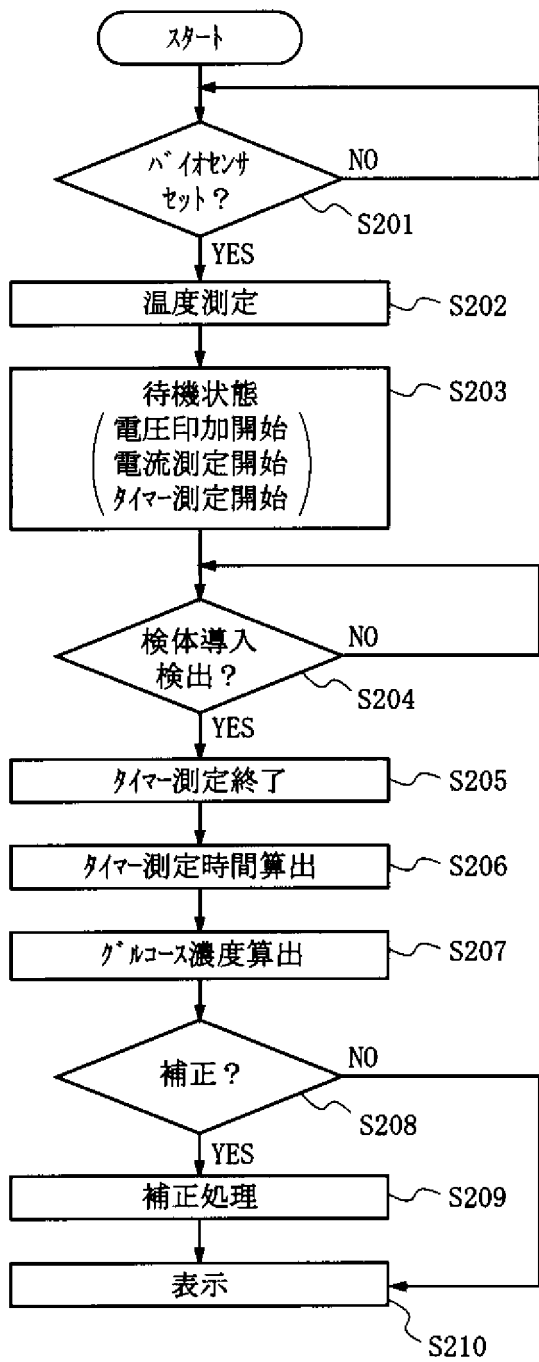 スタート
バイオセンサ
セット?
NO
S201
YES
温度測定
S202
待機状態
電圧印加開始
電流測定開始
タイマー測定開始
S203
検体導入
検出?
NO
S204
YES
タイマー測定終了
S205
タイマー測定時間算出
S206
グルコース濃度算出
S207
補正?
NO
S208
YES
補正処理
S209
表示
S210